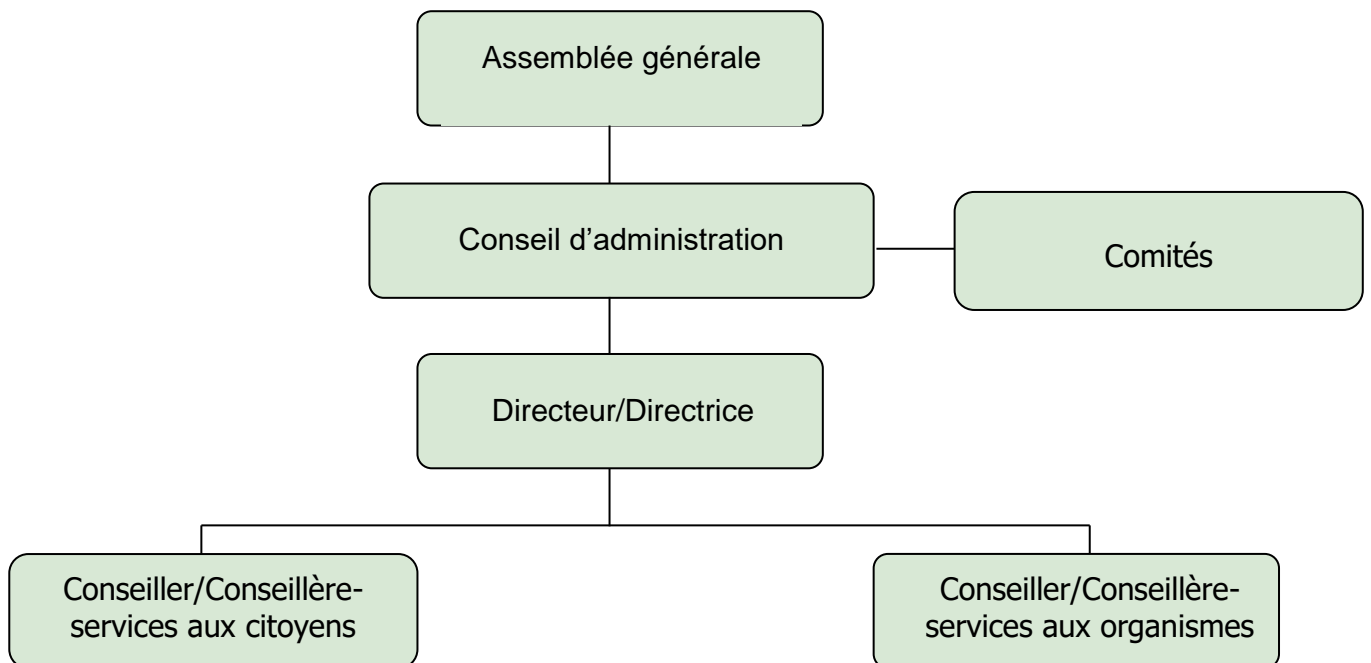 Assemblée générale
Conseil d’administration
Comités
Directeur/Directrice
Conseiller/Conseillère-
services aux citoyens
Conseiller/Conseillère-
services aux organismes